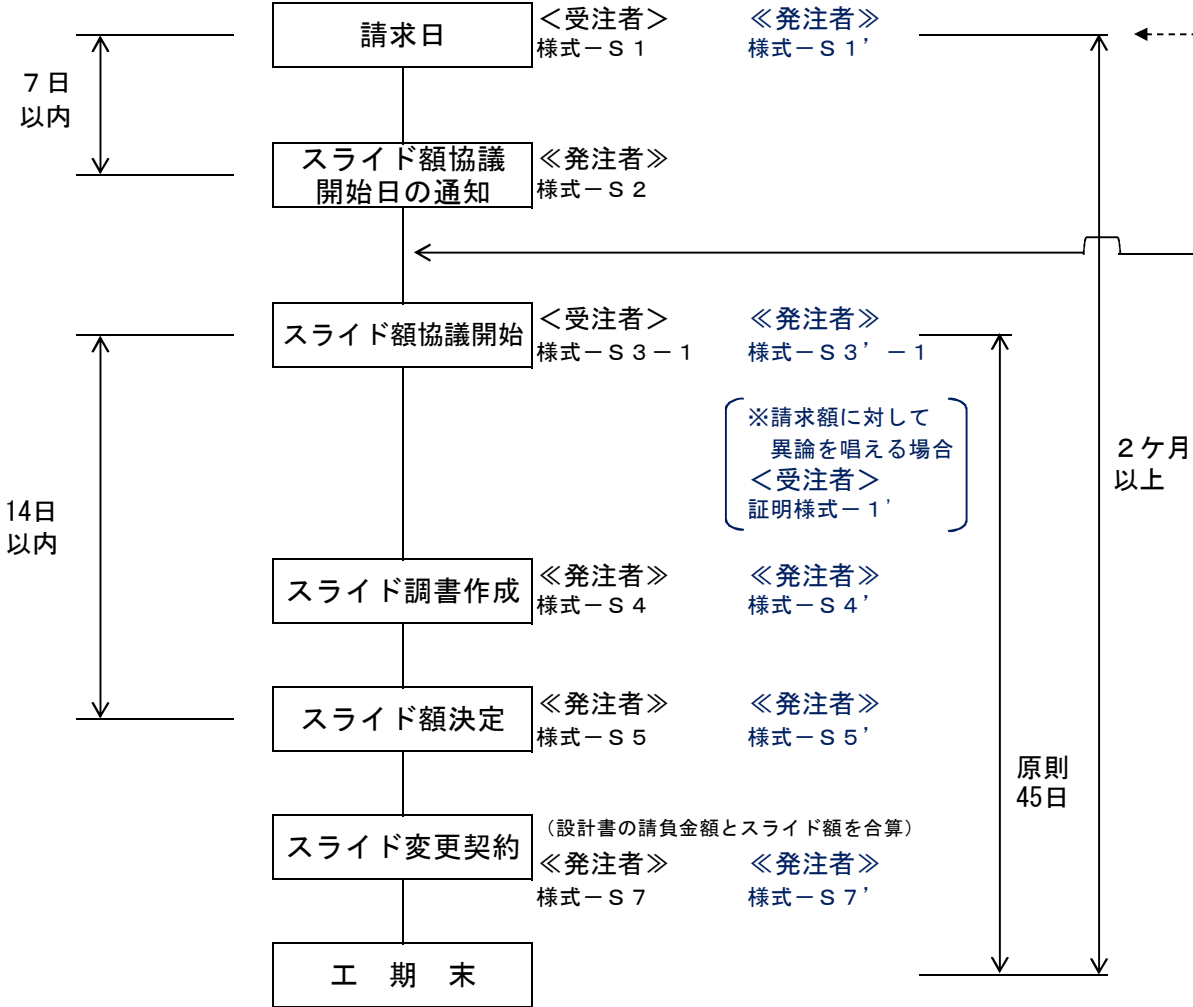 請求日
＜受注者＞
様式－Ｓ１
≪発注者≫
様式－Ｓ１’
７日
以内
スライド額協議
開始日の通知
≪発注者≫
様式－Ｓ２
スライド額協議開始
＜受注者＞
様式－Ｓ３－１
≪発注者≫
様式－Ｓ３’－１
※請求額に対して
異論を唱える場合
＜受注者＞
証明様式－１’
２ケ月
以上
14日
以内
スライド調書作成
≪発注者≫
様式－Ｓ４
≪発注者≫
様式－Ｓ４’
スライド額決定
≪発注者≫
様式－Ｓ５
≪発注者≫
様式－Ｓ５’
原則
45日
スライド変更契約
（設計書の請負金額とスライド額を合算）
≪発注者≫
様式－Ｓ７
≪発注者≫
様式－Ｓ７’
工　期　末